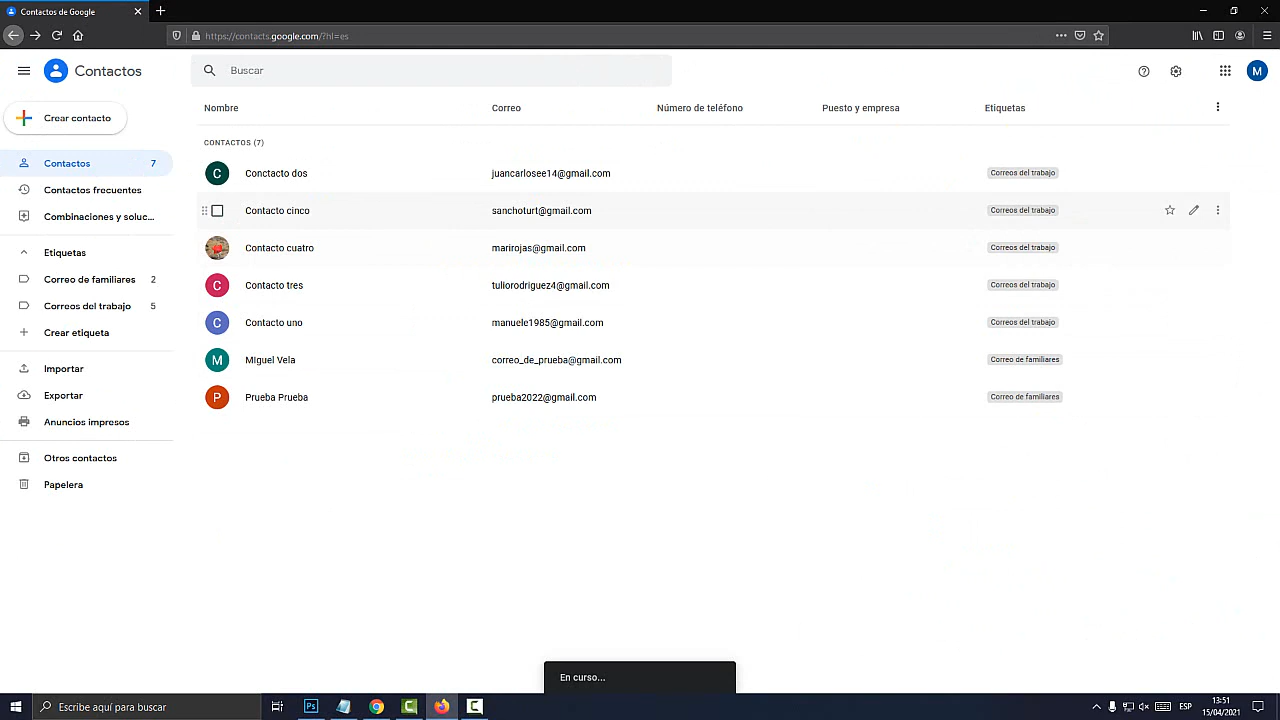 Contactos de Google
https://contacts.google.com/?hl=es
Contactos
Buscar
M
Crear contacto
Nombre
Correo
Número de teléfono
Puesto y empresa
Etiquetas
CONTACTOS (7)
Contactos 7
Contactos frecuentes
Combinaciones y soluc...
Etiquetas
Correo de familiares 2
Correos del trabajo 5
Crear etiqueta
Importar
Exportar
Anuncios impresos
Otros contactos
Papelera
C Conctacto dos juancarlosee14@gmail.com Correos del trabajo
Contacto cinco sanchoturt@gmail.com Correos del trabajo
Contacto cuatro marirojas@gmail.com Correos del trabajo
C Contacto tres tuliorodriguez4@gmail.com Correos del trabajo
C Contacto uno manuele1985@gmail.com Correos del trabajo
M MIguel Vela correo_de_prueba@gmail.com Correo de familiares
P Prueba Prueba prueba2022@gmail.com Correo de familiares
En curso...
Escribe aquí para buscar
Ps
ESP
13:51
15/04/2021